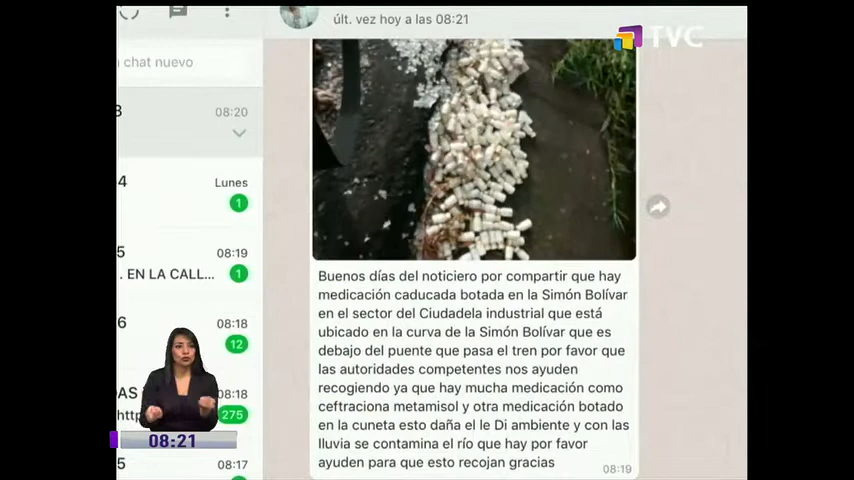 últ. vez hoy a las 08:21
TVC
chat nuevo
08:20
4
Lunes
1
5
08:19
. EN LA CALL...
1
6
08:18
12
08:18
http
275
08:21
5
08:17
Buenos días del noticiero por compartir que hay
medicación caducada botada en la Simón Bolívar
en el sector del Ciudadela industrial que está
ubicado en la curva de la Simón Bolívar que es
debajo del puente que pasa el tren por favor que
las autoridades competentes nos ayuden
recogiendo ya que hay mucha medicación como
ceftraciona metamisol y otra medicación botado
en la cuneta esto daña el le Di ambiente y con las
lluvia se contamina el río que hay por favor
ayuden para que esto recojan gracias
08:19